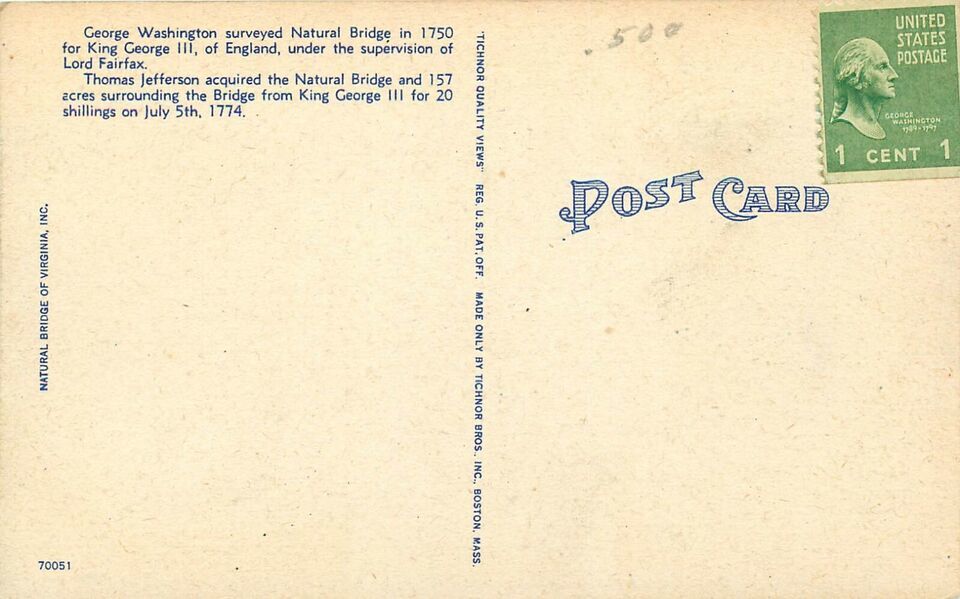 George Washington surveyed Natural Bridge in 1750
for King George III, of England, under the supervision of
Lord Fairfax.
Thomas Jefferson acquired the Natural Bridge and 157
acres surrounding the Bridge from King George III for 20
shillings on July 5th, 1774.
NATURAL BRIDGE OF VIRGINIA, INC.
70051
"TICHNOR QUALITY VIEWS" REG. U.S. PAT. OFF. MADE ONLY BY TICHNOR BROS., INC., BOSTON, MASS.
.500
POST CARD
UNITED
STATES
POSTAGE
GEORGE
WASHINGTON
1789-1797
1 CENT 1